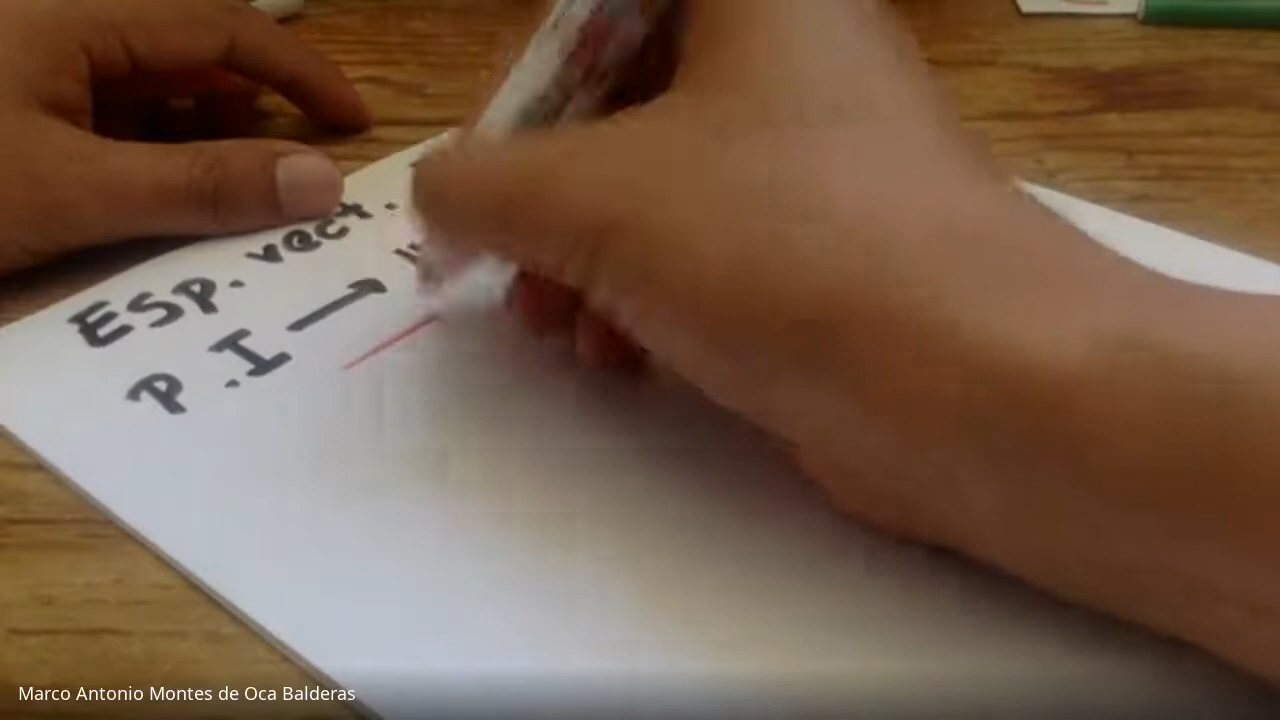 Esp. vect.
P.I →
Marco Antonio Montes de Oca Balderas